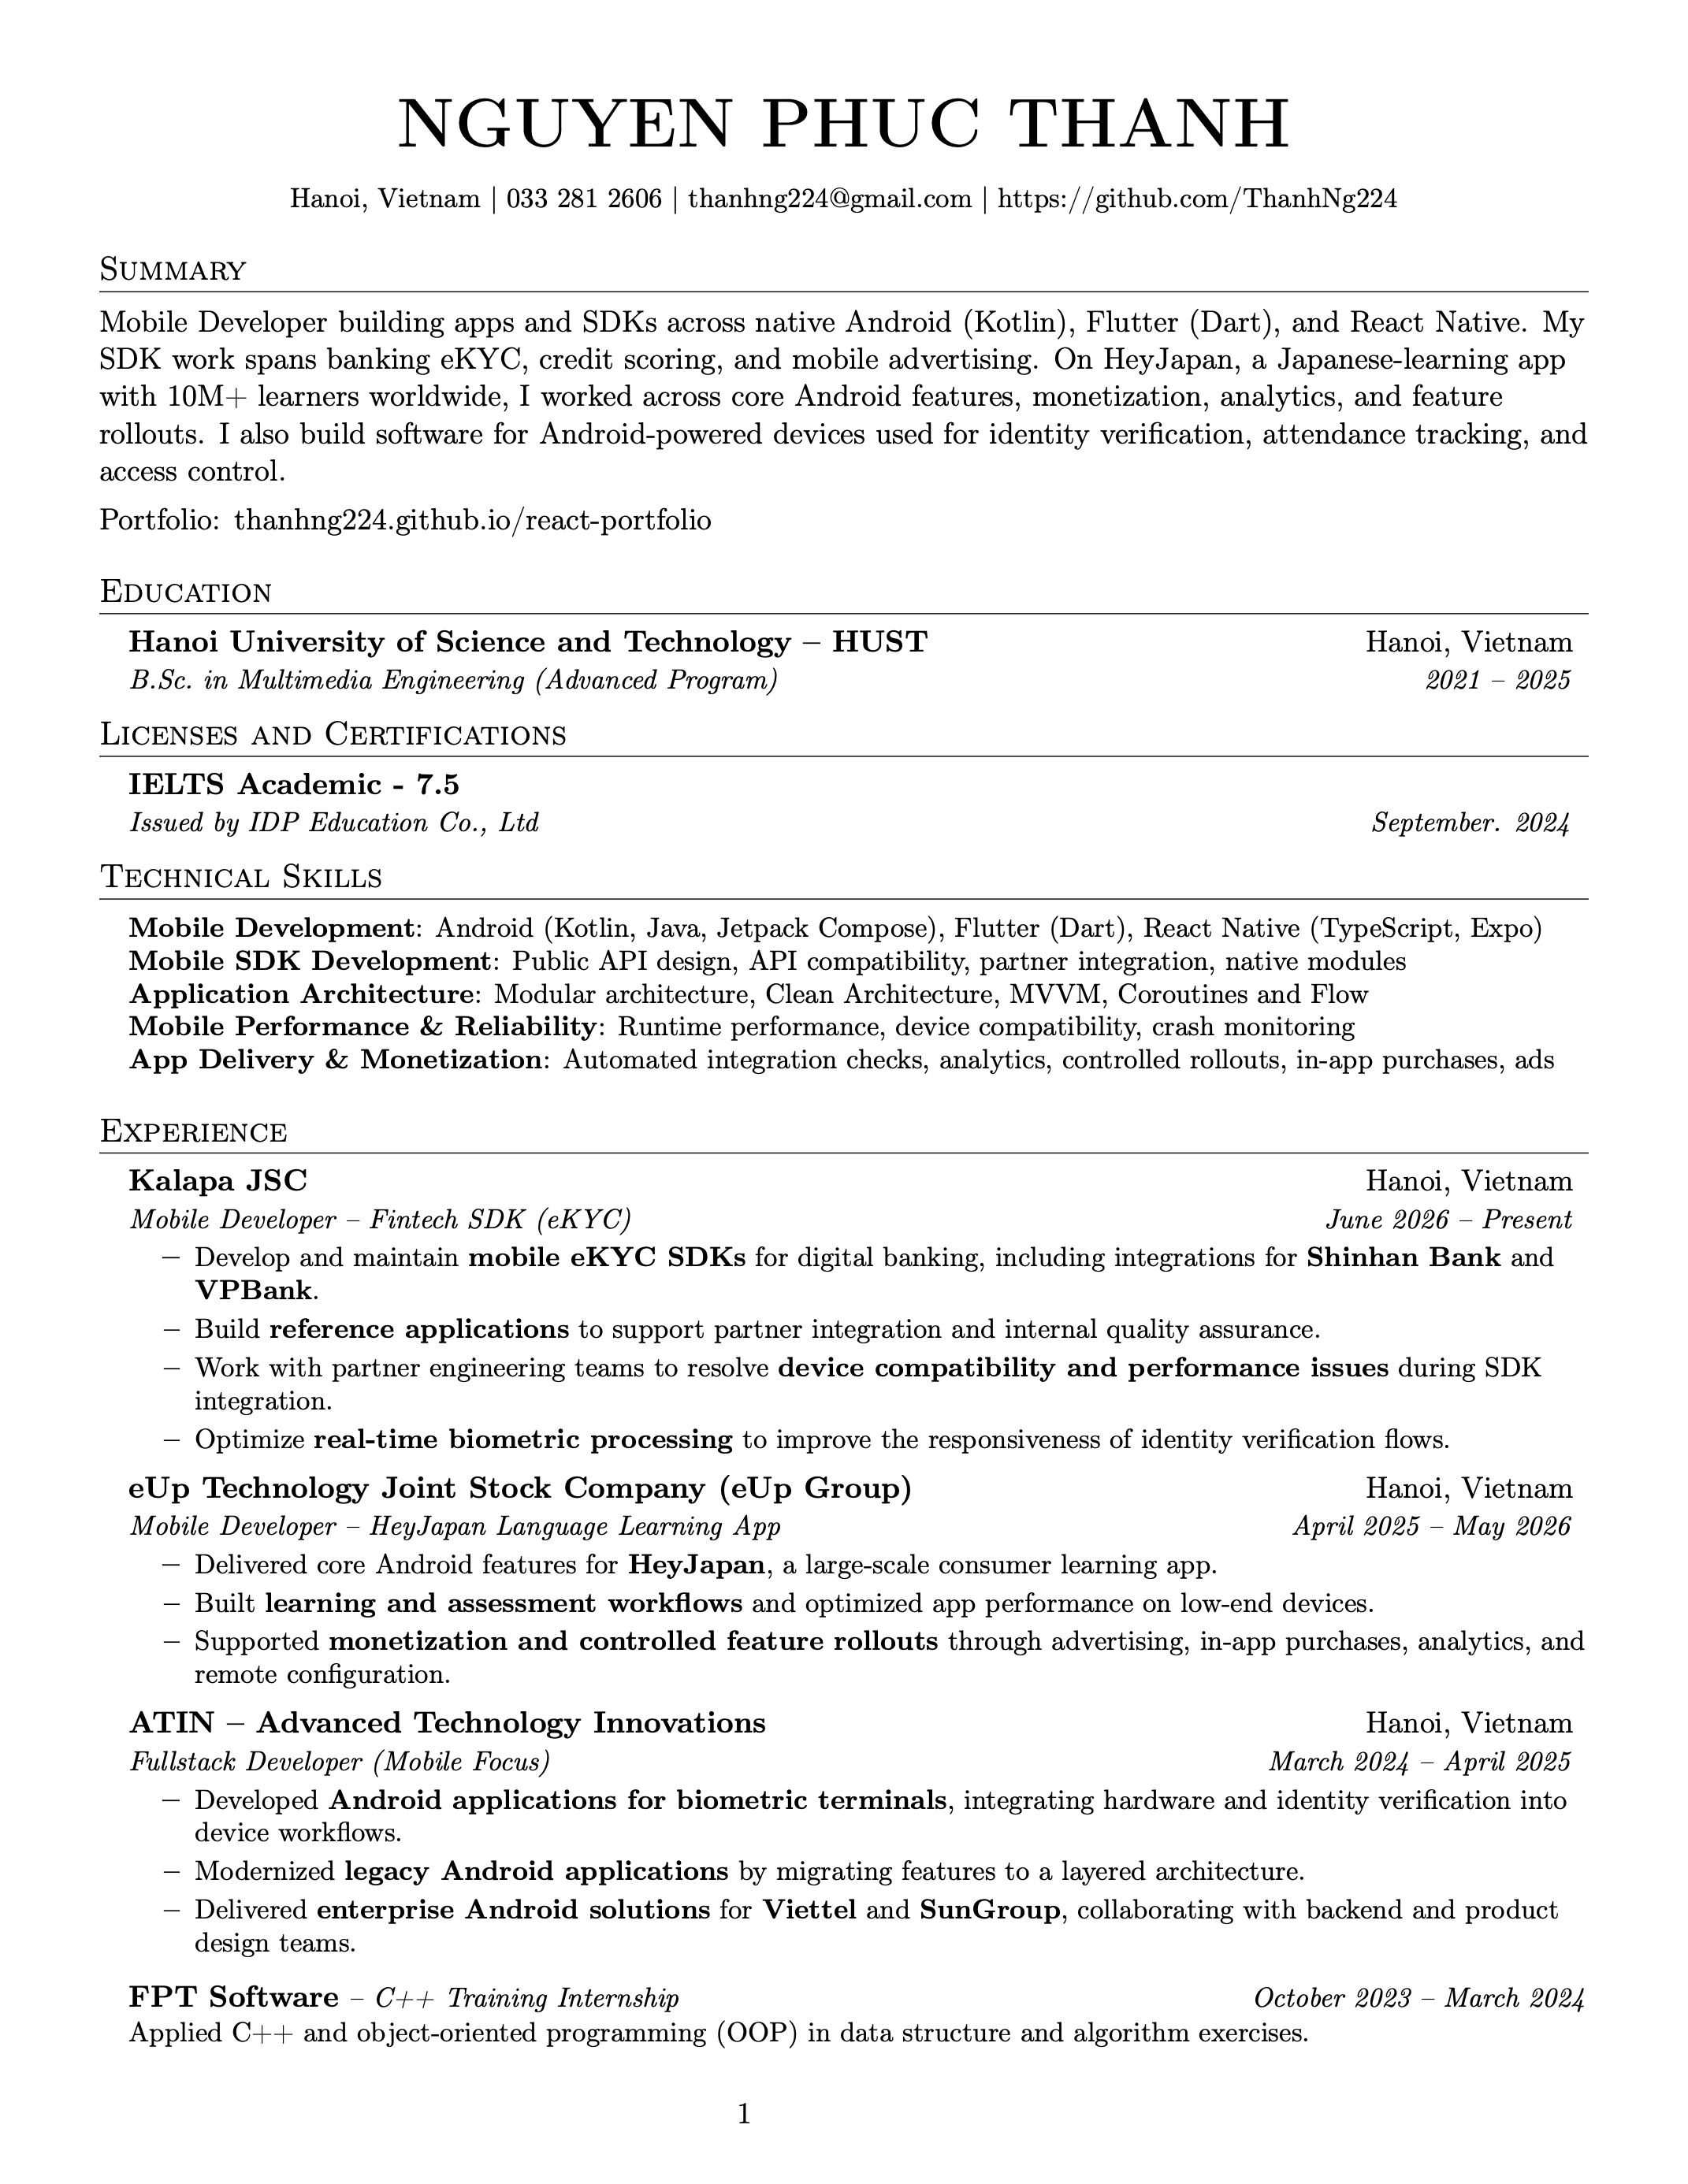 NGUYEN PHUC THANH
Hanoi, Vietnam | 033 281 2606 | thanhng224@gmail.com | https://github.com/ThanhNg224
Summary
Mobile Developer building apps and SDKs across native Android (Kotlin), Flutter (Dart), and React Native. My
SDK work spans banking eKYC, credit scoring, and mobile advertising. On HeyJapan, a Japanese-learning app
with 10M+ learners worldwide, I worked across core Android features, monetization, analytics, and feature
rollouts. I also build software for Android-powered devices used for identity verification, attendance tracking, and
access control.
Portfolio: thanhng224.github.io/react-portfolio
Education
Hanoi University of Science and Technology – HUST Hanoi, Vietnam
B.Sc. in Multimedia Engineering (Advanced Program) 2021 – 2025
Licenses and Certifications
IELTS Academic - 7.5
Issued by IDP Education Co., Ltd September. 2024
Technical Skills
Mobile Development: Android (Kotlin, Java, Jetpack Compose), Flutter (Dart), React Native (TypeScript, Expo)
Mobile SDK Development: Public API design, API compatibility, partner integration, native modules
Application Architecture: Modular architecture, Clean Architecture, MVVM, Coroutines and Flow
Mobile Performance & Reliability: Runtime performance, device compatibility, crash monitoring
App Delivery & Monetization: Automated integration checks, analytics, controlled rollouts, in-app purchases, ads
Experience
Kalapa JSC Hanoi, Vietnam
Mobile Developer – Fintech SDK (eKYC) June 2026 – Present
– Develop and maintain mobile eKYC SDKs for digital banking, including integrations for Shinhan Bank and
VPBank.
– Build reference applications to support partner integration and internal quality assurance.
– Work with partner engineering teams to resolve device compatibility and performance issues during SDK
integration.
– Optimize real-time biometric processing to improve the responsiveness of identity verification flows.
eUp Technology Joint Stock Company (eUp Group) Hanoi, Vietnam
Mobile Developer – HeyJapan Language Learning App April 2025 – May 2026
– Delivered core Android features for HeyJapan, a large-scale consumer learning app.
– Built learning and assessment workflows and optimized app performance on low-end devices.
– Supported monetization and controlled feature rollouts through advertising, in-app purchases, analytics, and
remote configuration.
ATIN – Advanced Technology Innovations Hanoi, Vietnam
Fullstack Developer (Mobile Focus) March 2024 – April 2025
– Developed Android applications for biometric terminals, integrating hardware and identity verification into
device workflows.
– Modernized legacy Android applications by migrating features to a layered architecture.
– Delivered enterprise Android solutions for Viettel and SunGroup, collaborating with backend and product
design teams.
FPT Software – C++ Training Internship October 2023 – March 2024
Applied C++ and object-oriented programming (OOP) in data structure and algorithm exercises.
1